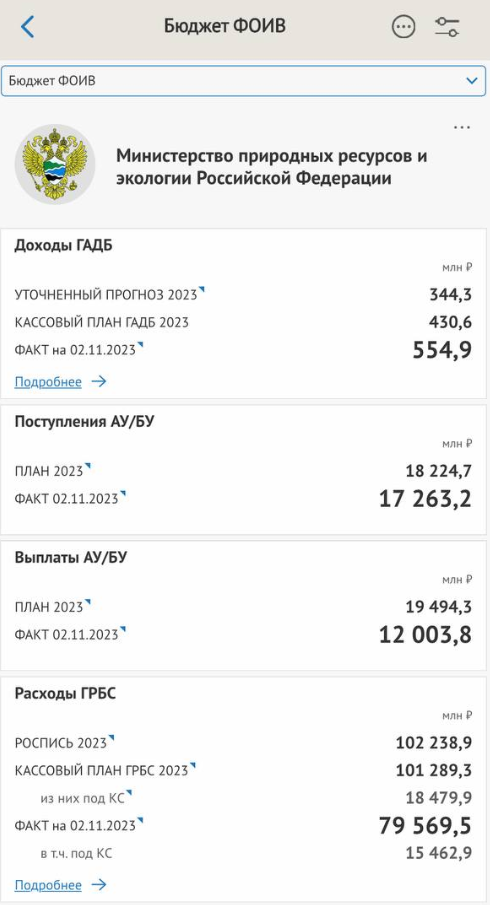 Бюджет ФОИВ
Бюджет ФОИВ
Министерство природных ресурсов и
экологии Российской Федерации
Доходы ГАДБ
млн ₽
УТОЧНЕННЫЙ ПРОГНОЗ 2023 344,3
КАССОВЫЙ ПЛАН ГАДБ 2023 430,6
ФАКТ на 02.11.2023 554,9
Подробнее
Поступления АУ/БУ
млн ₽
ПЛАН 2023 18 224,7
ФАКТ 02.11.2023 17 263,2
Выплаты АУ/БУ
млн ₽
ПЛАН 2023 19 494,3
ФАКТ 02.11.2023 12 003,8
Расходы ГРБС
млн ₽
РОСПИСЬ 2023 102 238,9
КАССОВЫЙ ПЛАН ГРБС 2023 101 289,3
из них под КС 18 479,9
ФАКТ на 02.11.2023 79 569,5
в т.ч. под КС 15 462,9
Подробнее